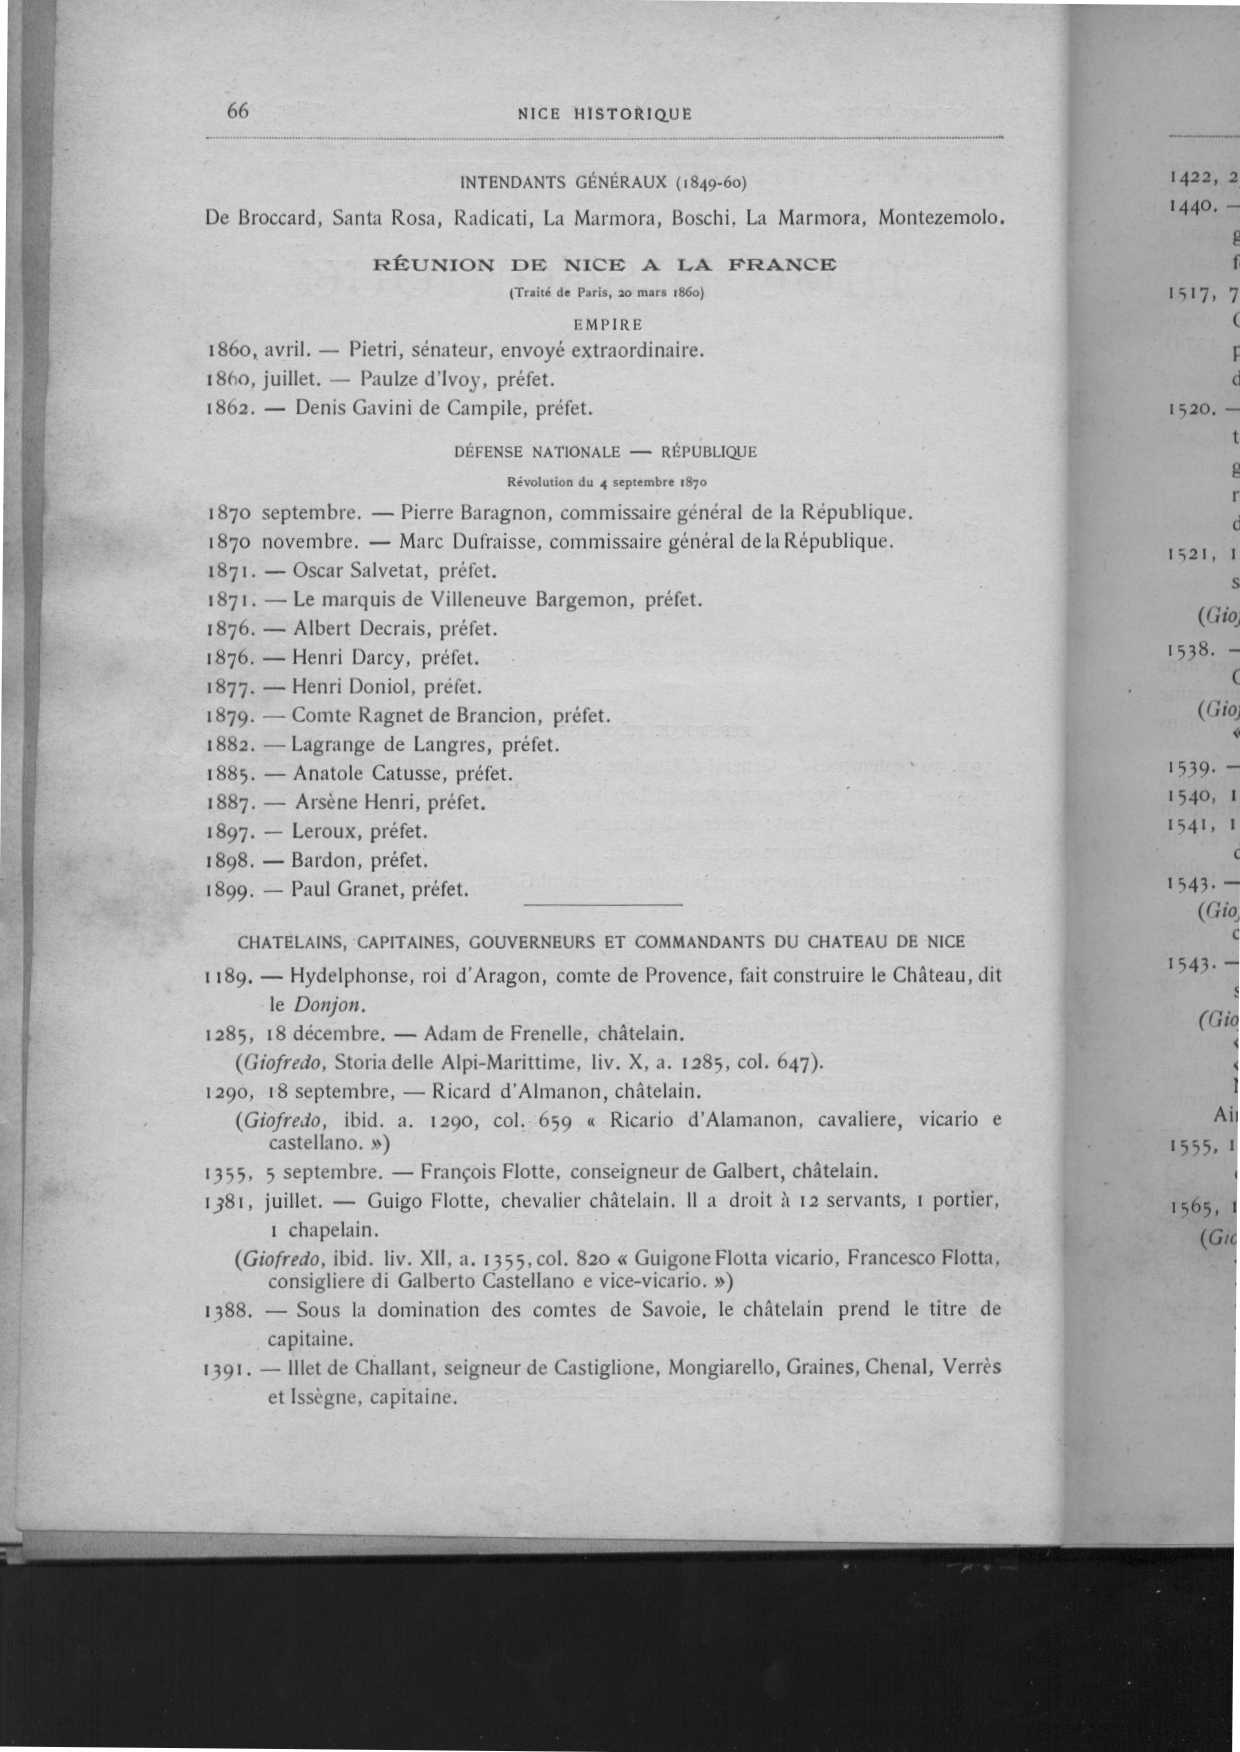 66
NICE HISTORIQUE
INTENDANTS GÉNÉRAUX (1849-60)
De Broccard, Santa Rosa, Radicati, La Marmora, Boschi, La Marmora, Montezemolo.
RÉUNION DE NICE A LA FRANCE
(Traité de Paris, 20 mars 1860)
EMPIRE
1860, avril. — Pietri, sénateur, envoyé extraordinaire.
1860, juillet. — Paulze d'Ivoy, préfet.
1862. — Denis Gavini de Campile, préfet.
DÉFENSE NATIONALE — RÉPUBLIQUE
Révolution du 4 septembre 1870
1870 septembre. — Pierre Baragnon, commissaire général de la République.
1870 novembre. — Marc Dufraisse, commissaire général de la République.
1871. — Oscar Salvetat, préfet.
1871. — Le marquis de Villeneuve Bargemon, préfet.
1876. — Albert Decrais, préfet.
1876. — Henri Darcy, préfet.
1877. — Henri Doniol, préfet.
1879. — Comte Ragnet de Brancion, préfet.
1882. — Lagrange de Langres, préfet.
1885. — Anatole Catusse, préfet.
1887. — Arsène Henri, préfet.
1897. — Leroux, préfet.
1898. — Bardon, préfet.
1899. — Paul Granet, préfet.
CHATELAINS, CAPITAINES, GOUVERNEURS ET COMMANDANTS DU CHATEAU DE NICE
1189. — Hydelphonse, roi d'Aragon, comte de Provence, fait construire le Château, dit
le Donjon.
1285, 18 décembre. — Adam de Frenelle, châtelain.
(Giofredo, Storia delle Alpi-Marittime, liv. X, a. 1285, col. 647).
1290, 18 septembre, — Ricard d'Almanon, châtelain.
(Giofredo, ibid. a. 1290, col. 659 « Ricario d'Alamanon, cavaliere, vicario e
castellano. »)
1355, 5 septembre. — François Flotte, conseigneur de Galbert, châtelain.
1381, juillet. — Guigo Flotte, chevalier châtelain. Il a droit à 12 servants, 1 portier,
1 chapelain.
(Giofredo, ibid. liv. XII, a. 1355, col. 820 « Guigone Flotta vicario, Francesco Flotta,
consigliere di Galberto Castellano e vice-vicario. »)
1388. — Sous la domination des comtes de Savoie, le châtelain prend le titre de
capitaine.
1391. — Illet de Challant, seigneur de Castiglione, Mongiarello, Graines, Chenal, Verrès
et Issègne, capitaine.
1422, 2
1440. —
1517, 7
1520. —
1521, 1
1538. —
1539. —
1540, 1
1541, 1
1543. —
1543. —
1555, 1
1565, 1